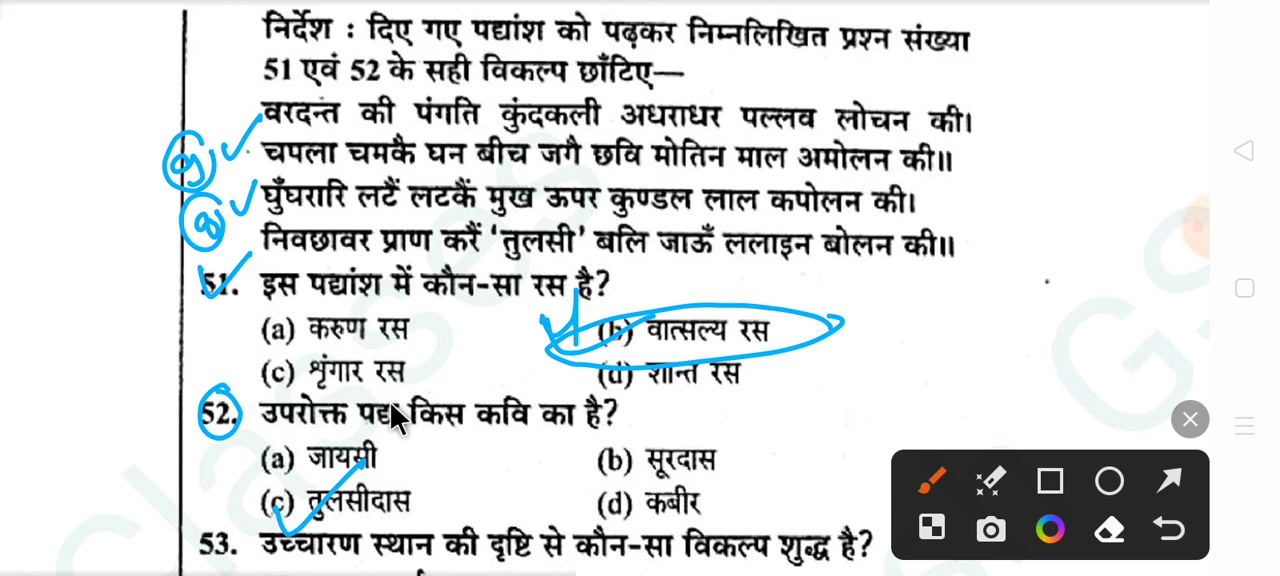 निर्देश : दिए गए पद्यांश को पढ़कर निम्नलिखित प्रश्न संख्या
51 एवं 52 के सही विकल्प छाँटिए—
वरदन्त की पंगति कुंदकली अधराधर पल्लव लोचन की।
चपला चमकै घन बीच जगै छवि मोतिन माल अमोलन की॥
घुँघरारि लटैं लटकैं मुख ऊपर कुण्डल लाल कपोलन की।
निवछावर प्राण करैं ‘तुलसी’ बलि जाऊँ ललाइन बोलन की॥
51. इस पद्यांश में कौन-सा रस है?
(a) करुण रस (b) वात्सल्य रस
(c) शृंगार रस (d) शान्त रस
52. उपरोक्त पद्य किस कवि का है?
(a) जायसी (b) सूरदास
(c) तुलसीदास (d) कबीर
53. उच्चारण स्थान की दृष्टि से कौन-सा विकल्प शुद्ध है?
Classes